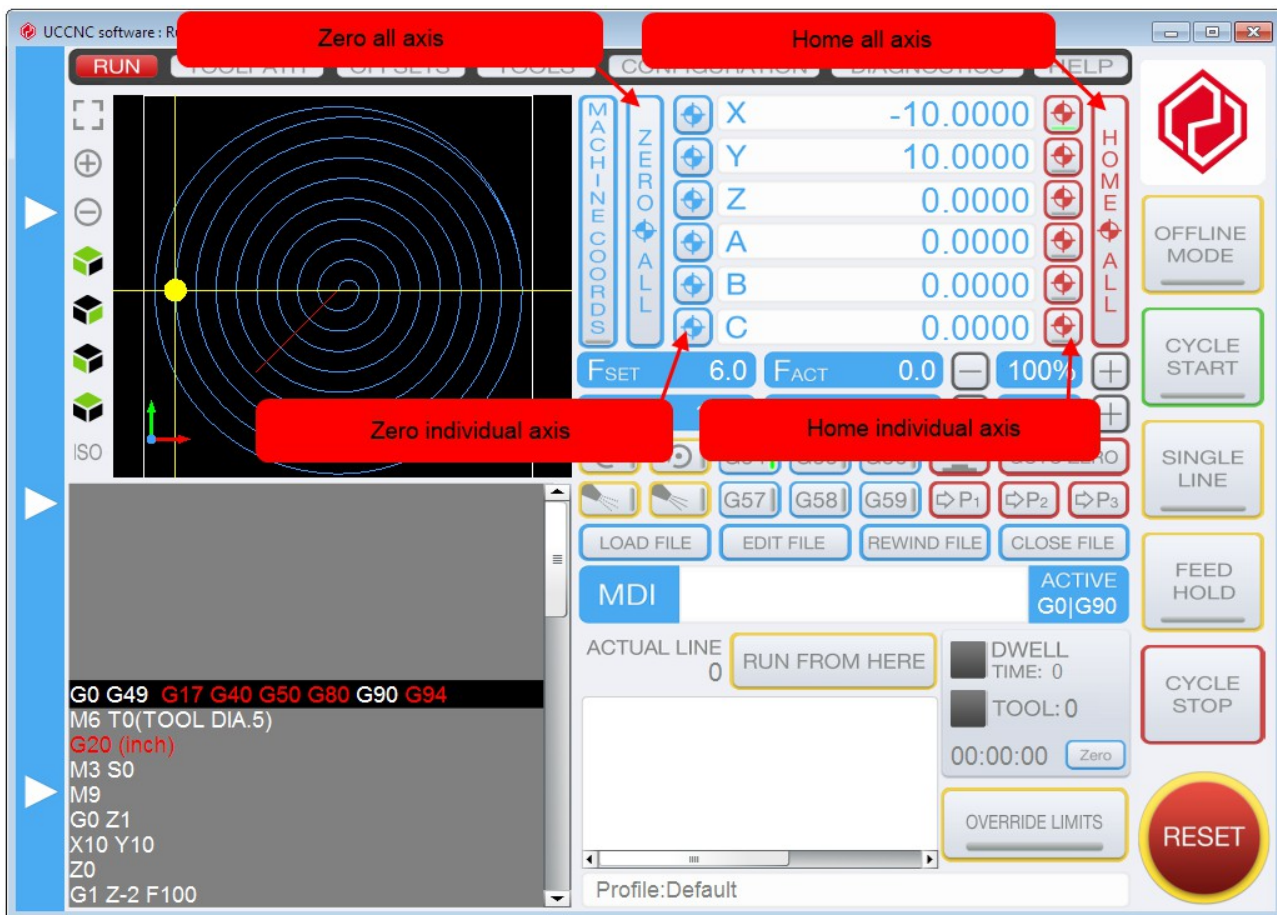 UCCNC software : R
Zero all axis
Home all axis
RUN TOOLPATH OFFSETS TOOLS CONFIGURATION DIAGNOSTICS HELP
MACHINE COORDS
ZERO ALL
X -10.0000
Y 10.0000
Z 0.0000
A 0.0000
B 0.0000
C 0.0000
HOME ALL
ISO
FSET 6.0 FACT 0.0 100%
Zero individual axis
Home individual axis
G57 G58 G59 P1 P2 P3
LOAD FILE EDIT FILE REWIND FILE CLOSE FILE
MDI
ACTIVE
G0|G90
ACTUAL LINE
0
RUN FROM HERE
DWELL
TIME: 0
TOOL: 0
00:00:00 Zero
OVERRIDE LIMITS
Profile:Default
G0 G49 G17 G40 G50 G80 G90 G94
M6 T0(TOOL DIA.5)
G20 (inch)
M3 S0
M9
G0 Z1
X10 Y10
Z0
G1 Z-2 F100
OFFLINE
MODE
CYCLE
START
SINGLE
LINE
FEED
HOLD
CYCLE
STOP
RESET